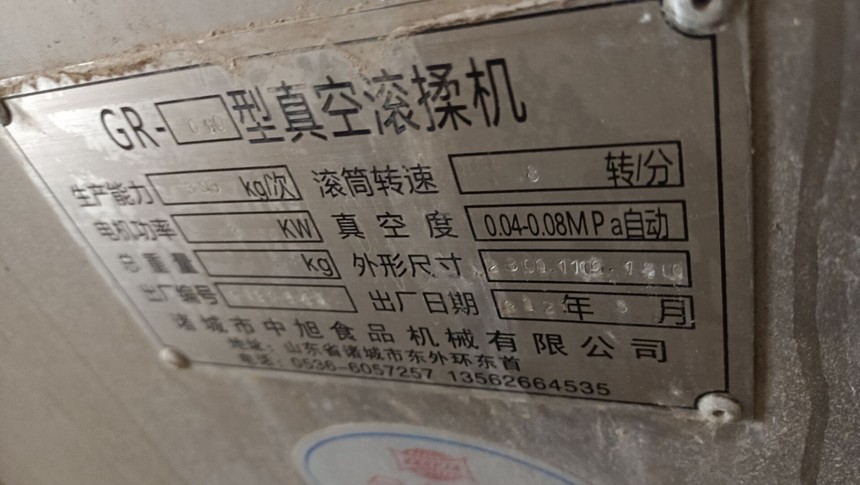 GR- 型真空滚揉机
生产能力 kg/次 滚筒转速 8 转/分
电机功率 KW 真空度 0.04-0.08MPa自动
总重量 kg 外形尺寸
出厂编号 出厂日期 年 月
诸城市中旭食品机械有限公司
地址：山东省诸城市东外环东首
电话：0536-6057257 13562664535